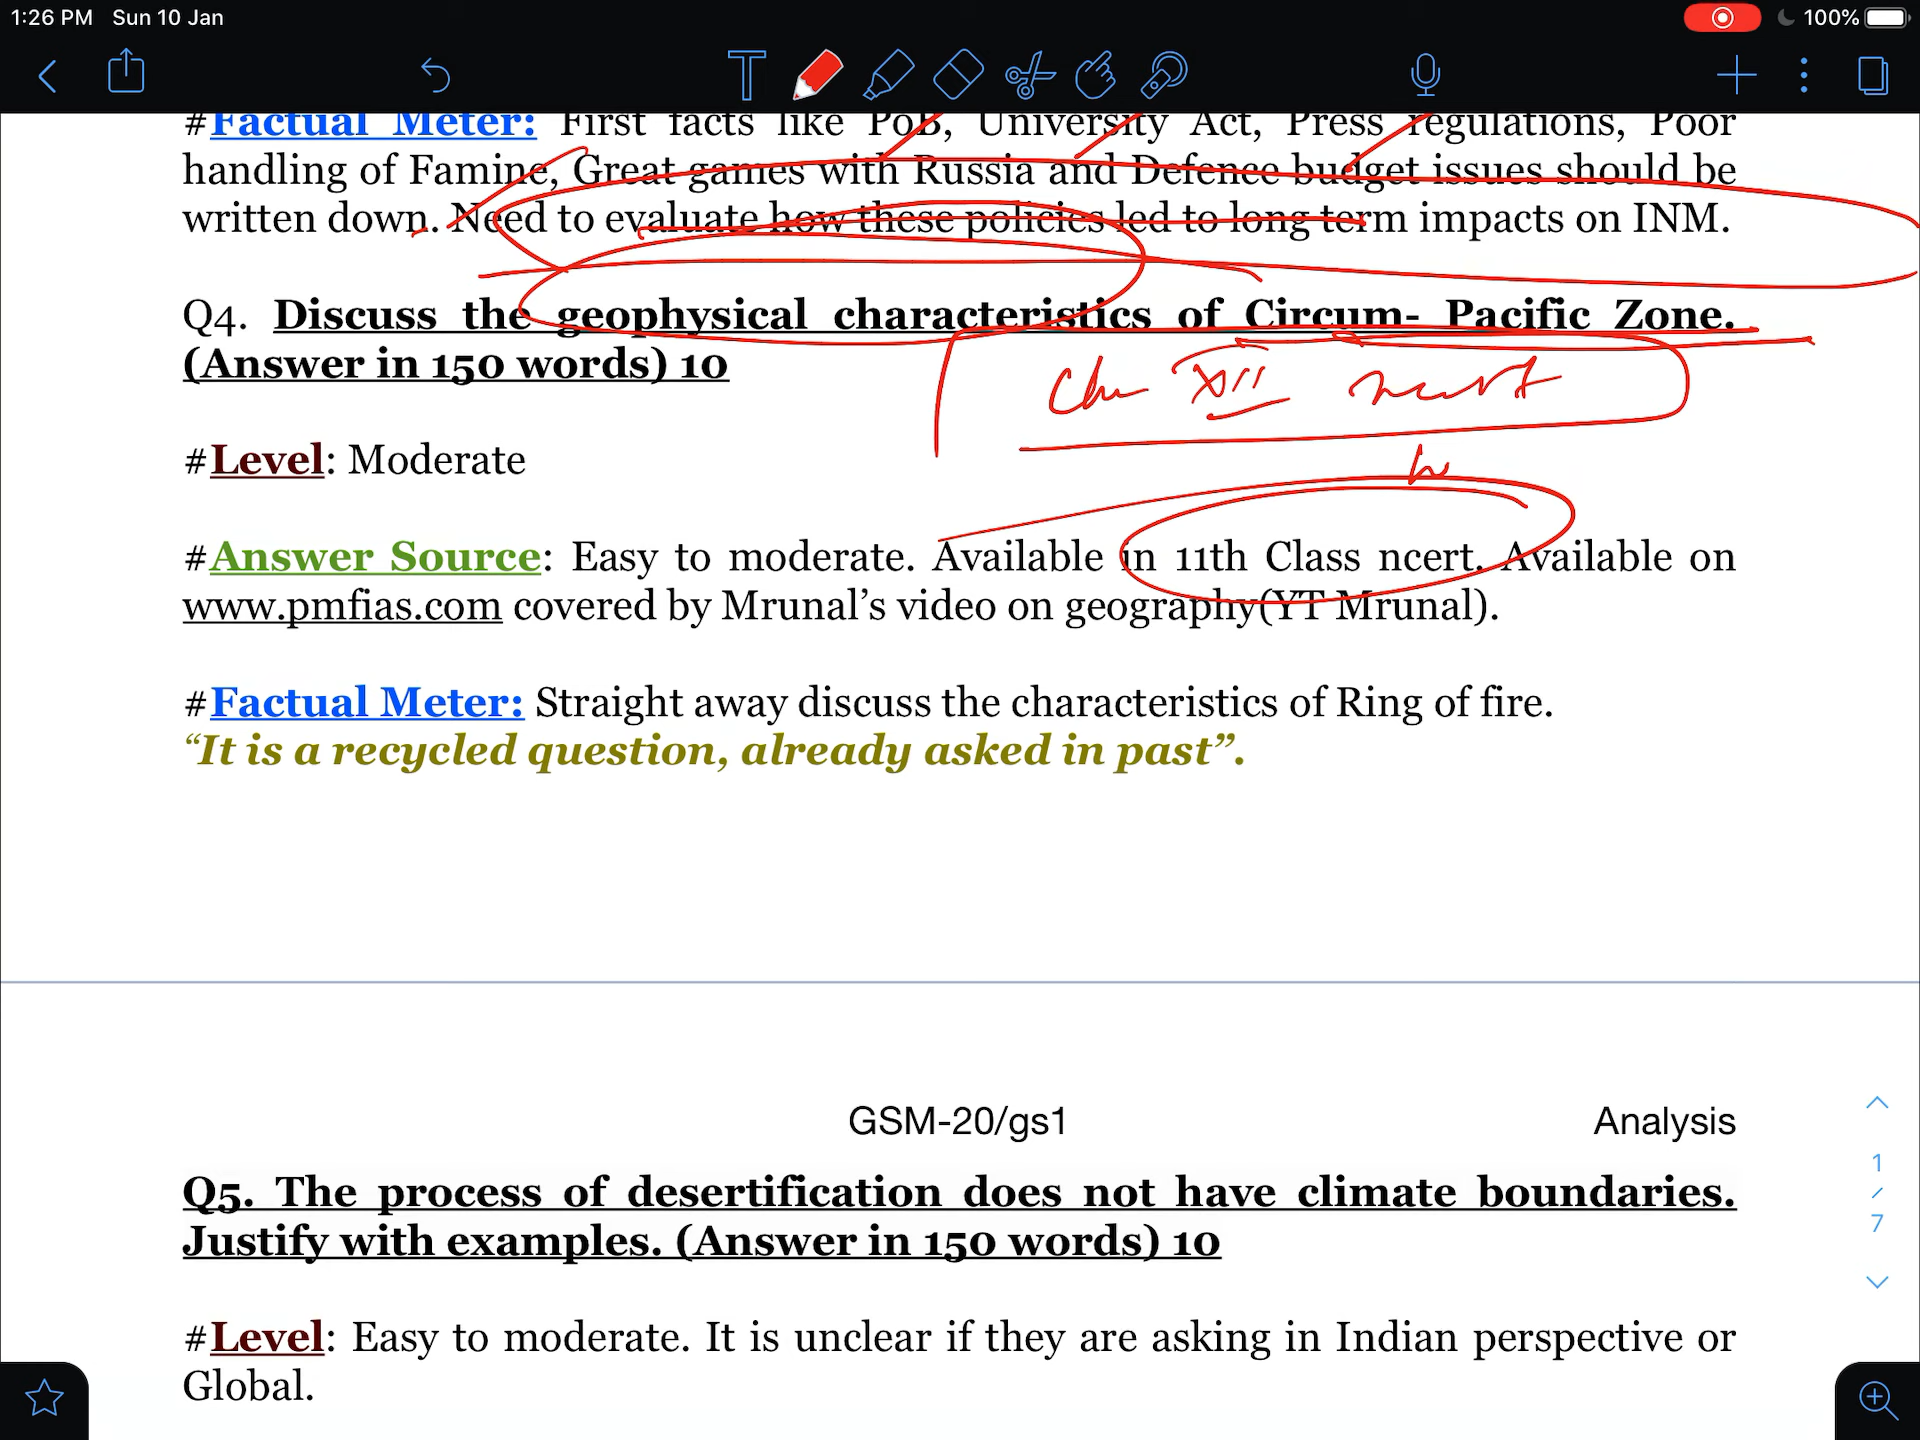 1:26 PM Sun 10 Jan
100%
T
#Factual Meter: First facts like PoB, University Act, Press regulations, Poor
handling of Famine, Great games with Russia and Defence budget issues should be
written down. Need to evaluate how these policies led to long term impacts on INM.
Q4. Discuss the geophysical characteristics of Circum- Pacific Zone.
(Answer in 150 words) 10
XII ncert
#Level: Moderate
#Answer Source: Easy to moderate. Available in 11th Class ncert. Available on
www.pmfias.com covered by Mrunal’s video on geography(YT Mrunal).
#Factual Meter: Straight away discuss the characteristics of Ring of fire.
“It is a recycled question, already asked in past”.
GSM-20/gs1 Analysis
1
/
7
Q5. The process of desertification does not have climate boundaries.
Justify with examples. (Answer in 150 words) 10
#Level: Easy to moderate. It is unclear if they are asking in Indian perspective or
Global.